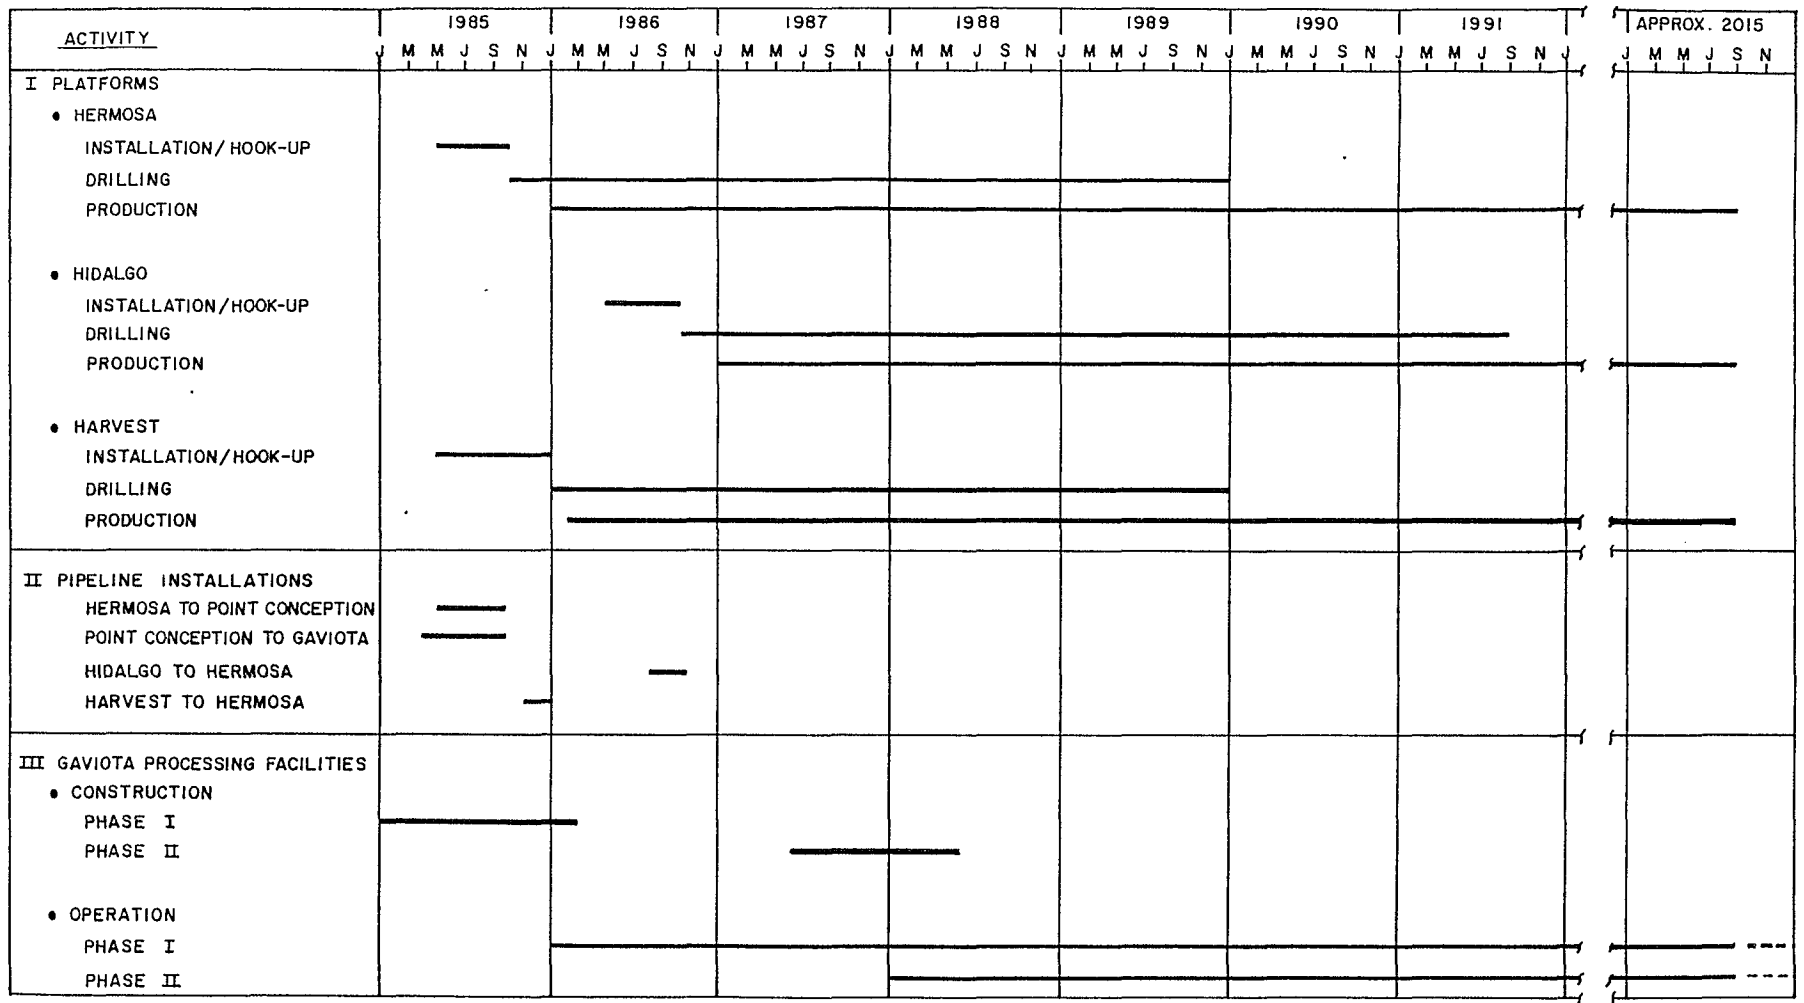 ACTIVITY
1985 1986 1987 1988 1989 1990 1991 APPROX. 2015
J M M J S N J M M J S N J M M J S N J M M J S N J M M J S N J M M J S N J M M J S N J J M M J S N
I PLATFORMS
• HERMOSA
INSTALLATION/HOOK-UP
DRILLING
PRODUCTION
• HIDALGO
INSTALLATION/HOOK-UP
DRILLING
PRODUCTION
• HARVEST
INSTALLATION/HOOK-UP
DRILLING
PRODUCTION
II PIPELINE INSTALLATIONS
HERMOSA TO POINT CONCEPTION
POINT CONCEPTION TO GAVIOTA
HIDALGO TO HERMOSA
HARVEST TO HERMOSA
III GAVIOTA PROCESSING FACILITIES
• CONSTRUCTION
PHASE I
PHASE II
• OPERATION
PHASE I
PHASE II